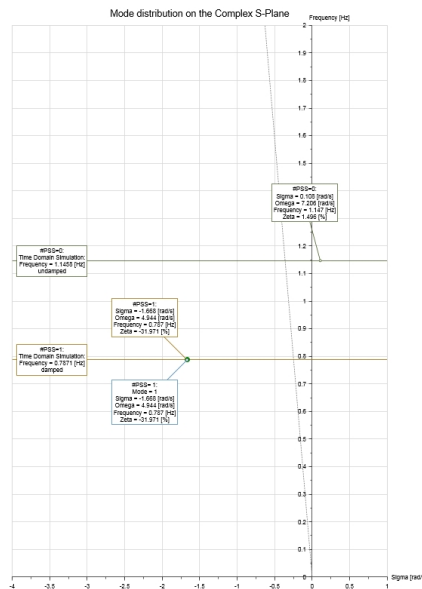 Mode distribution on the Complex S-Plane
Frequency [Hz]
2
1.9
1.8
1.7
1.6
1.5
#PSS=0:
Sigma = 0.108 [rad/s]
Omega = 7.206 [rad/s]
Frequency = 1.147 [Hz]
Zeta = 1.496 [%]
1.2
#PSS=0:
Time Domain Simulation:
Frequency = 1.1458 [Hz]
undamped
1.1
1
#PSS=1:
Sigma = -1.668 [rad/s]
Omega = 4.944 [rad/s]
Frequency = 0.787 [Hz]
Zeta = -31.971 [%]
0.9
0.8
#PSS=1:
Time Domain Simulation:
Frequency = 0.7871 [Hz]
damped
0.7
#PSS= 1:
Mode = 1
Sigma = -1.668 [rad/s]
Omega = 4.944 [rad/s]
Frequency = 0.787 [Hz]
Zeta = -31.971 [%]
0.6
0.5
0.4
0.3
0.2
0.1
0
Sigma [rad/
-4 -3.5 -3 -2.5 -2 -1.5 -1 -0.5 0 0.5 1